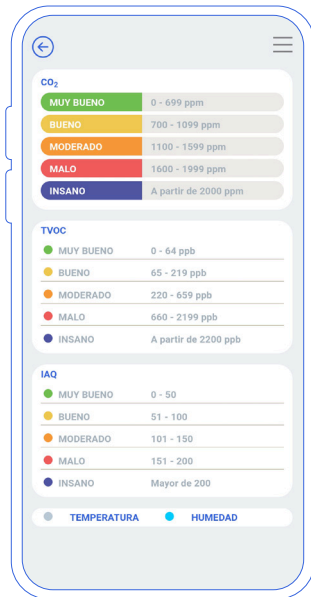 CO₂
MUY BUENO 0 - 699 ppm
BUENO 700 - 1099 ppm
MODERADO 1100 - 1599 ppm
MALO 1600 - 1999 ppm
INSANO A partir de 2000 ppm
TVOC
MUY BUENO 0 - 64 ppb
BUENO 65 - 219 ppb
MODERADO 220 - 659 ppb
MALO 660 - 2199 ppb
INSANO A partir de 2200 ppb
IAQ
MUY BUENO 0 - 50
BUENO 51 - 100
MODERADO 101 - 150
MALO 151 - 200
INSANO Mayor de 200
TEMPERATURA HUMEDAD